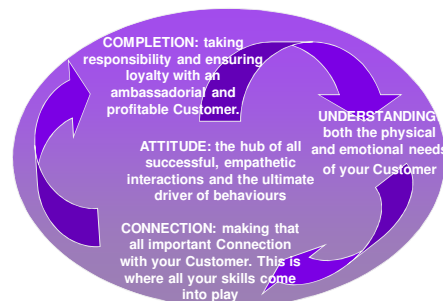 COMPLETION: taking
responsibility and ensuring
loyalty with an
ambassadorial and
profitable Customer.
UNDERSTANDING
both the physical
and emotional needs
of your Customer
ATTITUDE: the hub of all
successful, empathetic
interactions and the ultimate
driver of behaviours
CONNECTION: making that
all important Connection
with your Customer. This is
where all your skills come
into play